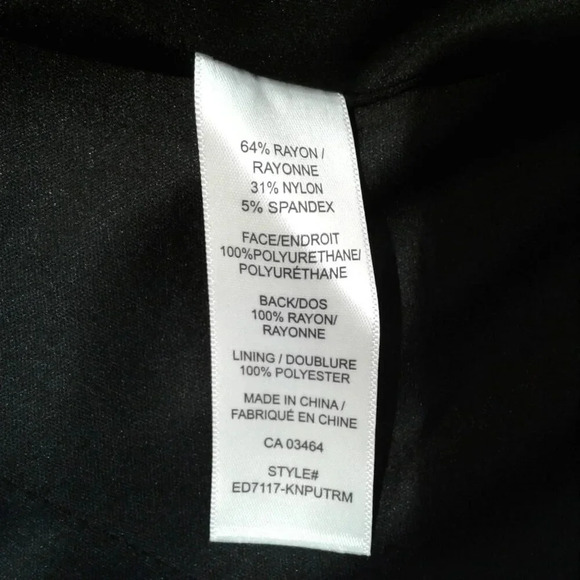 64% RAYON /
RAYONNE
31% NYLON
5% SPANDEX
FACE/ENDROIT
100%POLYURETHANE/
POLYURÉTHANE
BACK/DOS
100% RAYON/
RAYONNE
LINING / DOUBLURE
100% POLYESTER
MADE IN CHINA /
FABRIQUÉ EN CHINE
CA 03464
STYLE#
ED7117-KNPUTRM